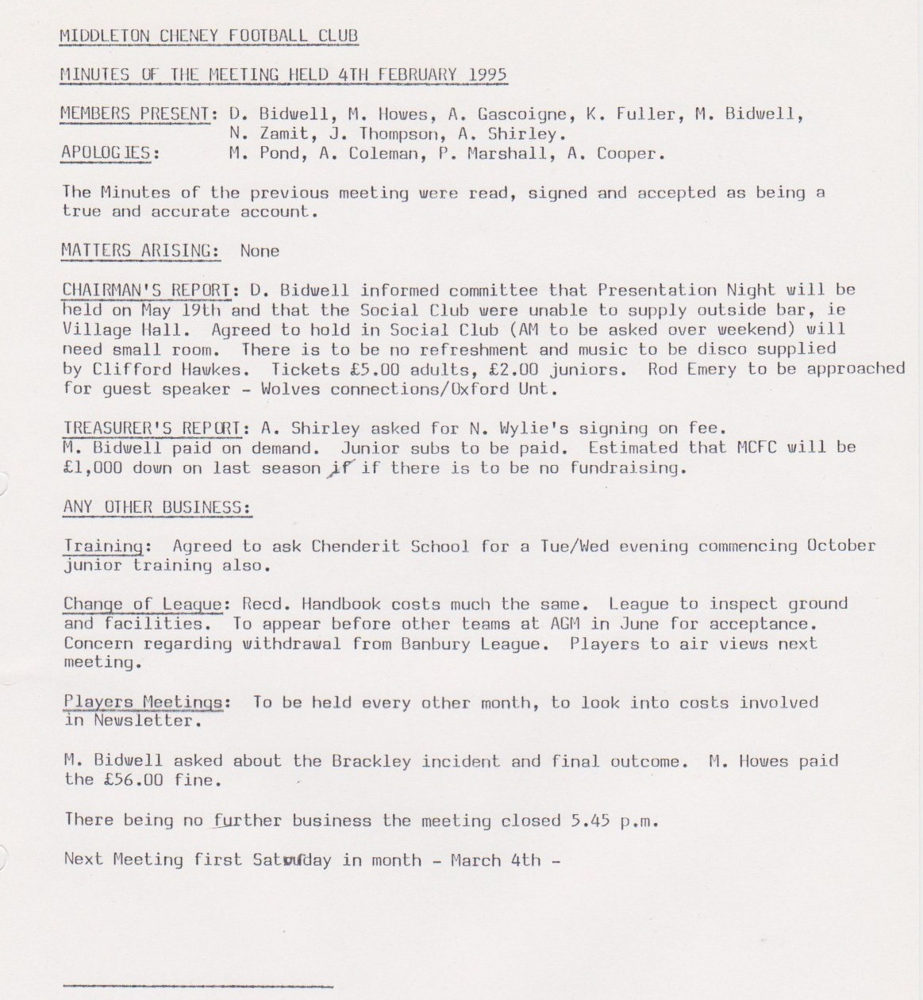 MIDDLETON CHENEY FOOTBALL CLUB
MINUTES OF THE MEETING HELD 4TH FEBRUARY 1995
MEMBERS PRESENT: D. Bidwell, M. Howes, A. Gascoigne, K. Fuller, M. Bidwell,
N. Zamit, J. Thompson, A. Shirley.
APOLOGIES: M. Pond, A. Coleman, P. Marshall, A. Cooper.
The Minutes of the previous meeting were read, signed and accepted as being a
true and accurate account.
MATTERS ARISING: None
CHAIRMAN'S REPORT: D. Bidwell informed committee that Presentation Night will be
held on May 19th and that the Social Club were unable to supply outside bar, ie
Village Hall. Agreed to hold in Social Club (AM to be asked over weekend) will
need small room. There is to be no refreshment and music to be disco supplied
by Clifford Hawkes. Tickets £5.00 adults, £2.00 juniors. Rod Emery to be approached
for guest speaker - Wolves connections/Oxford Unt.
TREASURER'S REPORT: A. Shirley asked for N. Wylie's signing on fee.
M. Bidwell paid on demand. Junior subs to be paid. Estimated that MCFC will be
£1,000 down on last season if if there is to be no fundraising.
ANY OTHER BUSINESS:
Training: Agreed to ask Chenderit School for a Tue/Wed evening commencing October
junior training also.
Change of League: Recd. Handbook costs much the same. League to inspect ground
and facilities. To appear before other teams at AGM in June for acceptance.
Concern regarding withdrawal from Banbury League. Players to air views next
meeting.
Players Meetings: To be held every other month, to look into costs involved
in Newsletter.
M. Bidwell asked about the Brackley incident and final outcome. M. Howes paid
the £56.00 fine.
There being no further business the meeting closed 5.45 p.m.
Next Meeting first Saturday in month - March 4th -